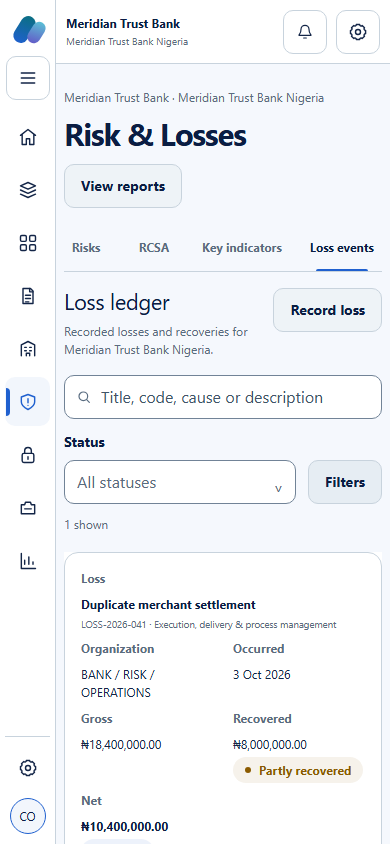 Meridian Trust Bank
Meridian Trust Bank Nigeria
Meridian Trust Bank · Meridian Trust Bank Nigeria
Risk & Losses
View reports
Risks RCSA Key indicators Loss events
Loss ledger
Record loss
Recorded losses and recoveries for
Meridian Trust Bank Nigeria.
Title, code, cause or description
Status
All statuses
Filters
1 shown
Loss
Duplicate merchant settlement
LOSS-2026-041 · Execution, delivery & process management
Organization Occurred
BANK / RISK / 3 Oct 2026
OPERATIONS
Gross Recovered
₦18,400,000.00 ₦8,000,000.00
Partly recovered
Net
₦10,400,000.00
CO